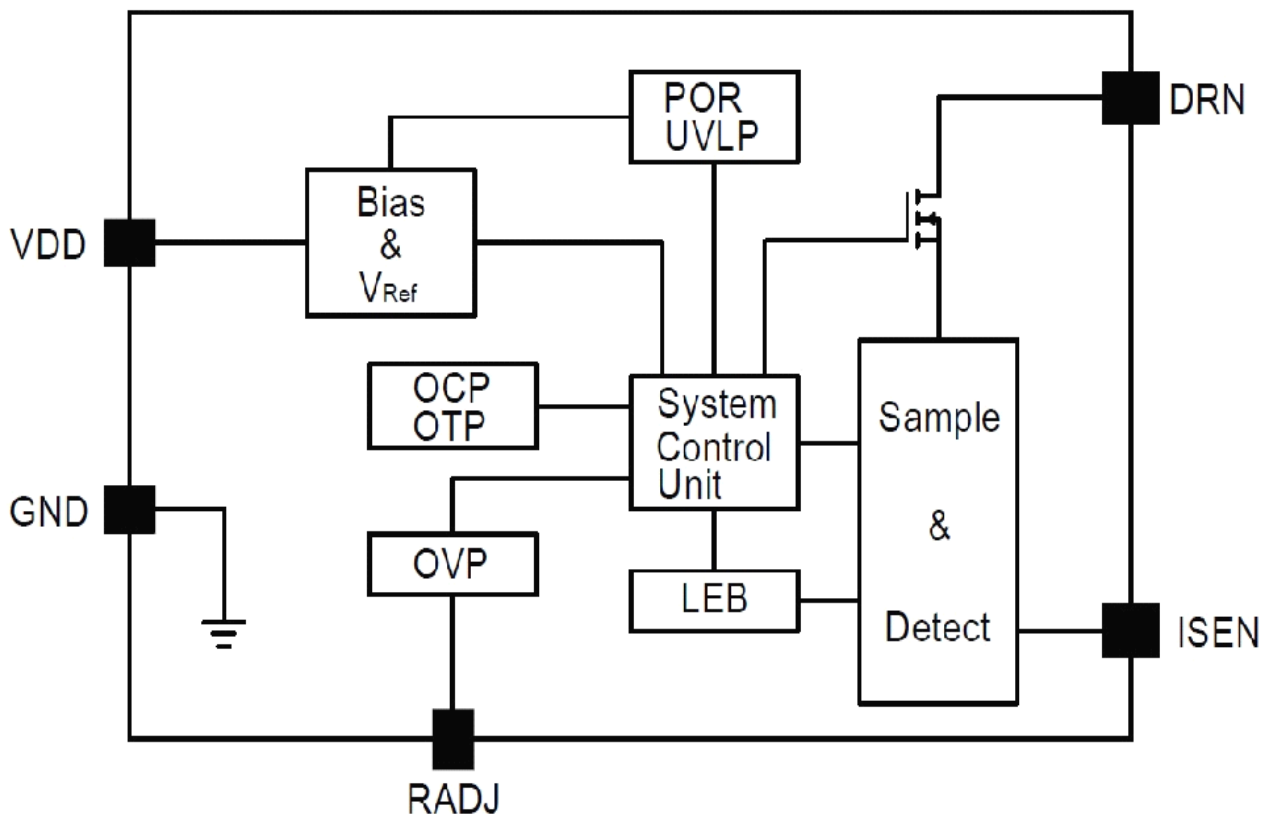 POR
UVLP
DRN
Bias
&
VRef
VDD
OCP
OTP
System
Control
Unit
Sample
&
Detect
GND
OVP
LEB
ISEN
RADJ